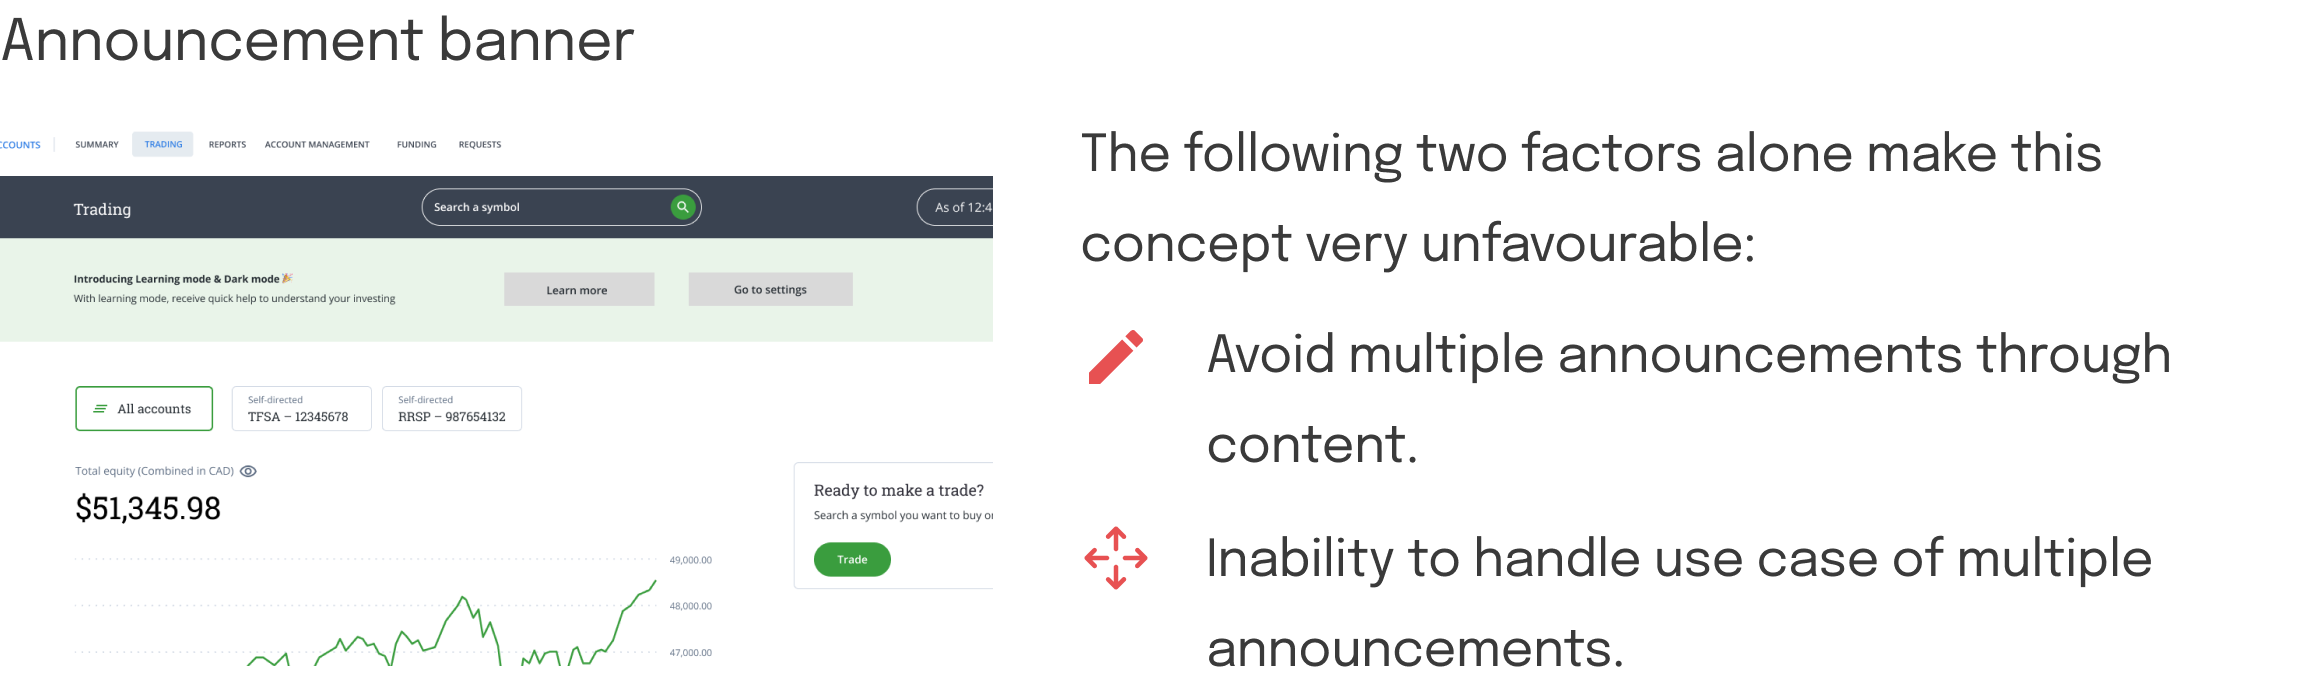 Announcement banner
CCOUNTS
SUMMARY
TRADING
REPORTS
ACCOUNT MANAGEMENT
FUNDING
REQUESTS
Trading
Search a symbol
As of 12:4
Introducing Learning mode & Dark mode🎉
With learning mode, receive quick help to understand your investing
Learn more
Go to settings
All accounts
Self-directed
TFSA – 12345678
Self-directed
RRSP – 987654132
Total equity (Combined in CAD)
$51,345.98
Ready to make a trade?
Search a symbol you want to buy or
Trade
49,000.00
48,000.00
47,000.00
The following two factors alone make this
concept very unfavourable:
Avoid multiple announcements through
content.
Inability to handle use case of multiple
announcements.